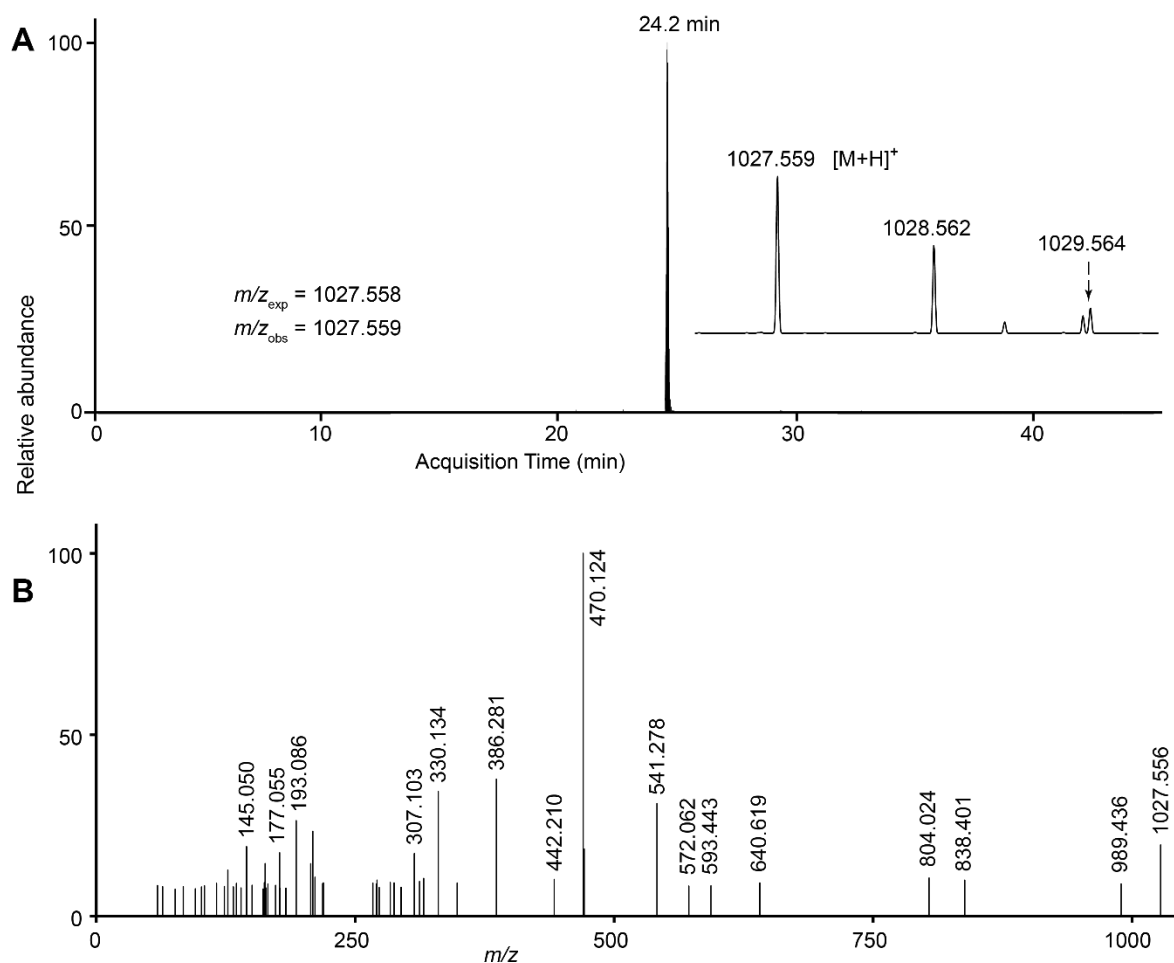 A
24.2 min
100
1027.559 [M+H]+
50
1028.562
1029.564
m/zexp = 1027.558
m/zobs = 1027.559
0
0 10 20 30 40
Acquisition Time (min)
Relative abundance
B
100
50
0
145.050
177.055
193.086
307.103
330.134
386.281
442.210
470.124
541.278
572.062
593.443
640.619
804.024
838.401
989.436
1027.556
0 250 500 750 1000
m/z